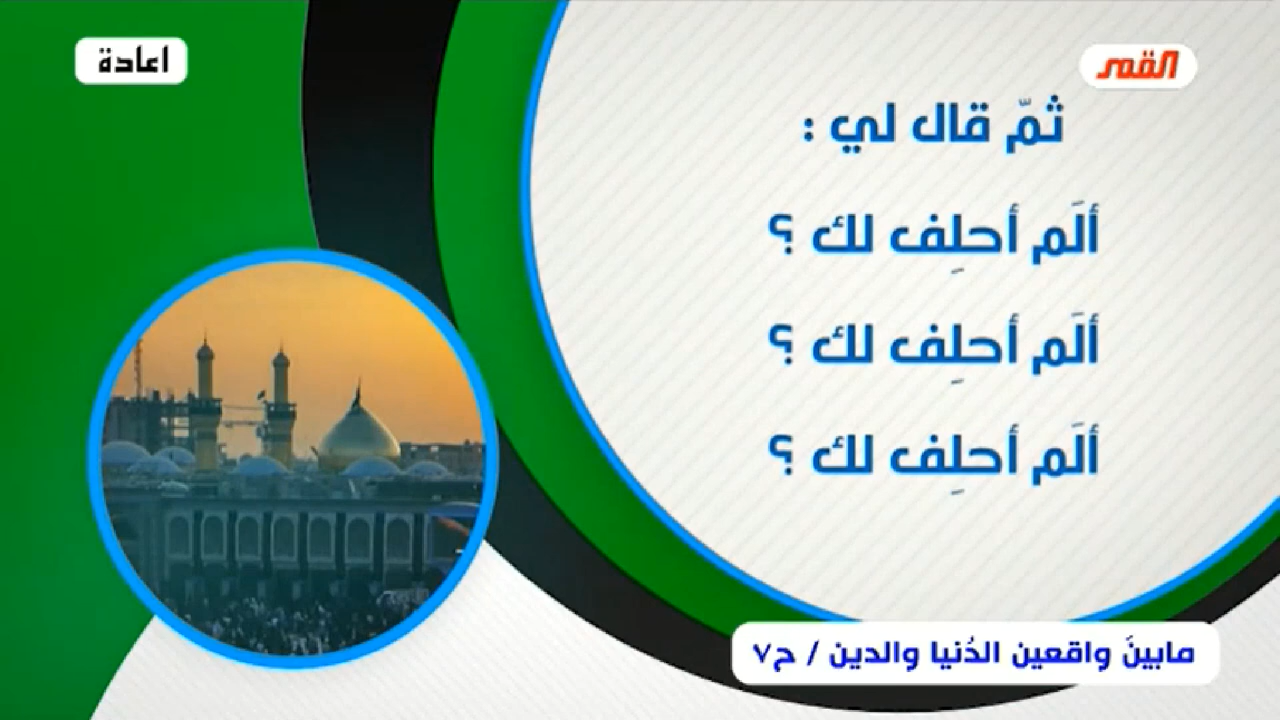 القمر
اعادة
ثمّ قال لي :
ألَم أحلِف لك ؟
ألَم أحلِف لك ؟
ألَم أحلِف لك ؟
مابينَ واقعين الدُنيا والدين / ح٧